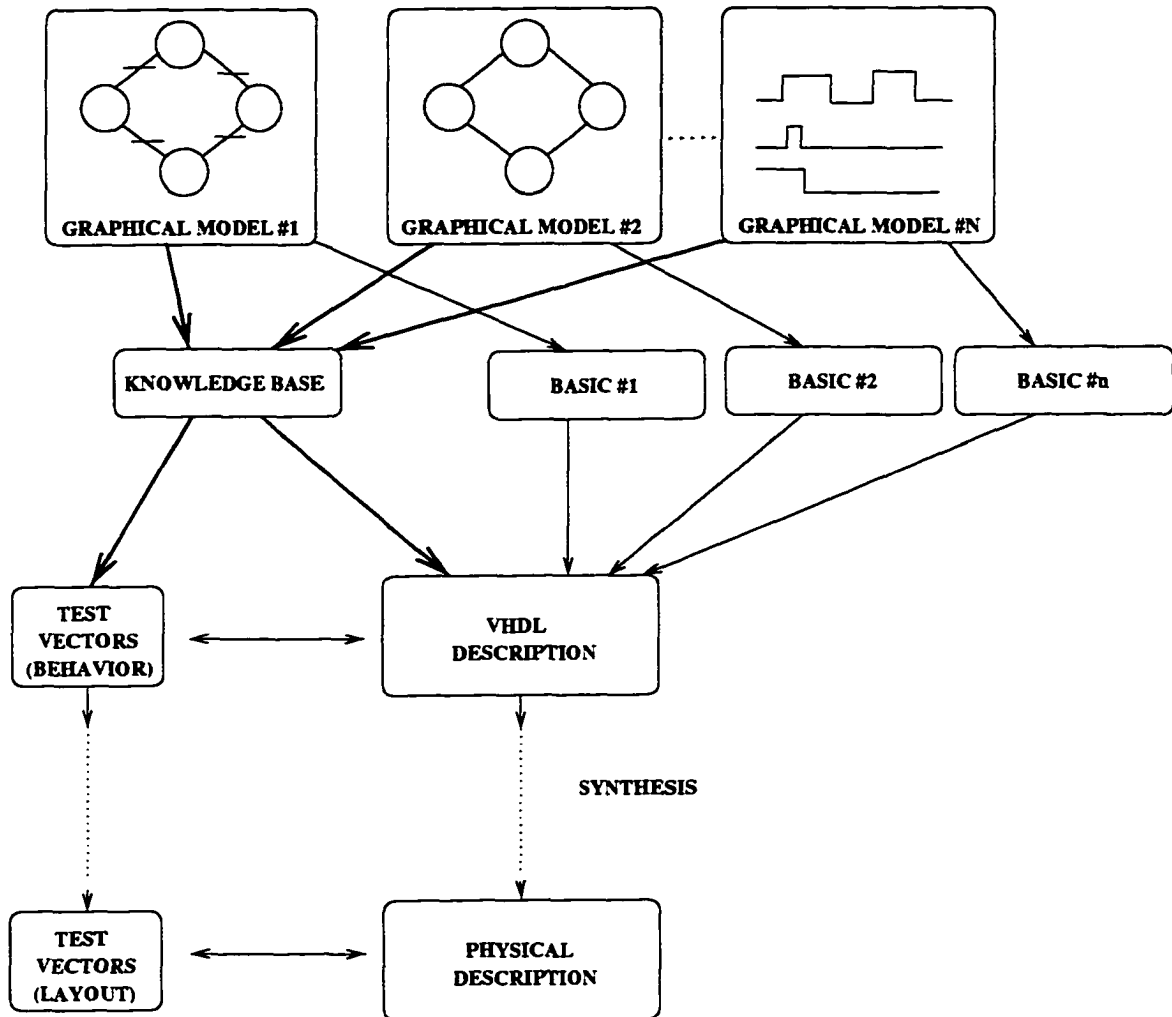 GRAPHICAL MODEL #1
GRAPHICAL MODEL #2
GRAPHICAL MODEL #N
KNOWLEDGE BASE
BASIC #1
BASIC #2
BASIC #n
TEST
VECTORS
(BEHAVIOR)
VHDL
DESCRIPTION
SYNTHESIS
TEST
VECTORS
(LAYOUT)
PHYSICAL
DESCRIPTION